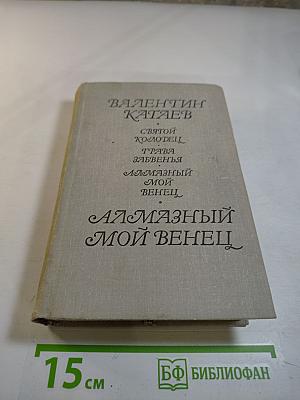 ВАЛЕНТИН
КАТАЕВ
СВЯТОЙ
КОЛОДЕЦ
ТРАВА
ЗАБВЕНЬЯ
АЛМАЗНЫЙ
МОЙ
ВЕНЕЦ
АЛМАЗНЫЙ
МОЙ ВЕНЕЦ
15 см
БФ БИБЛИОФАН